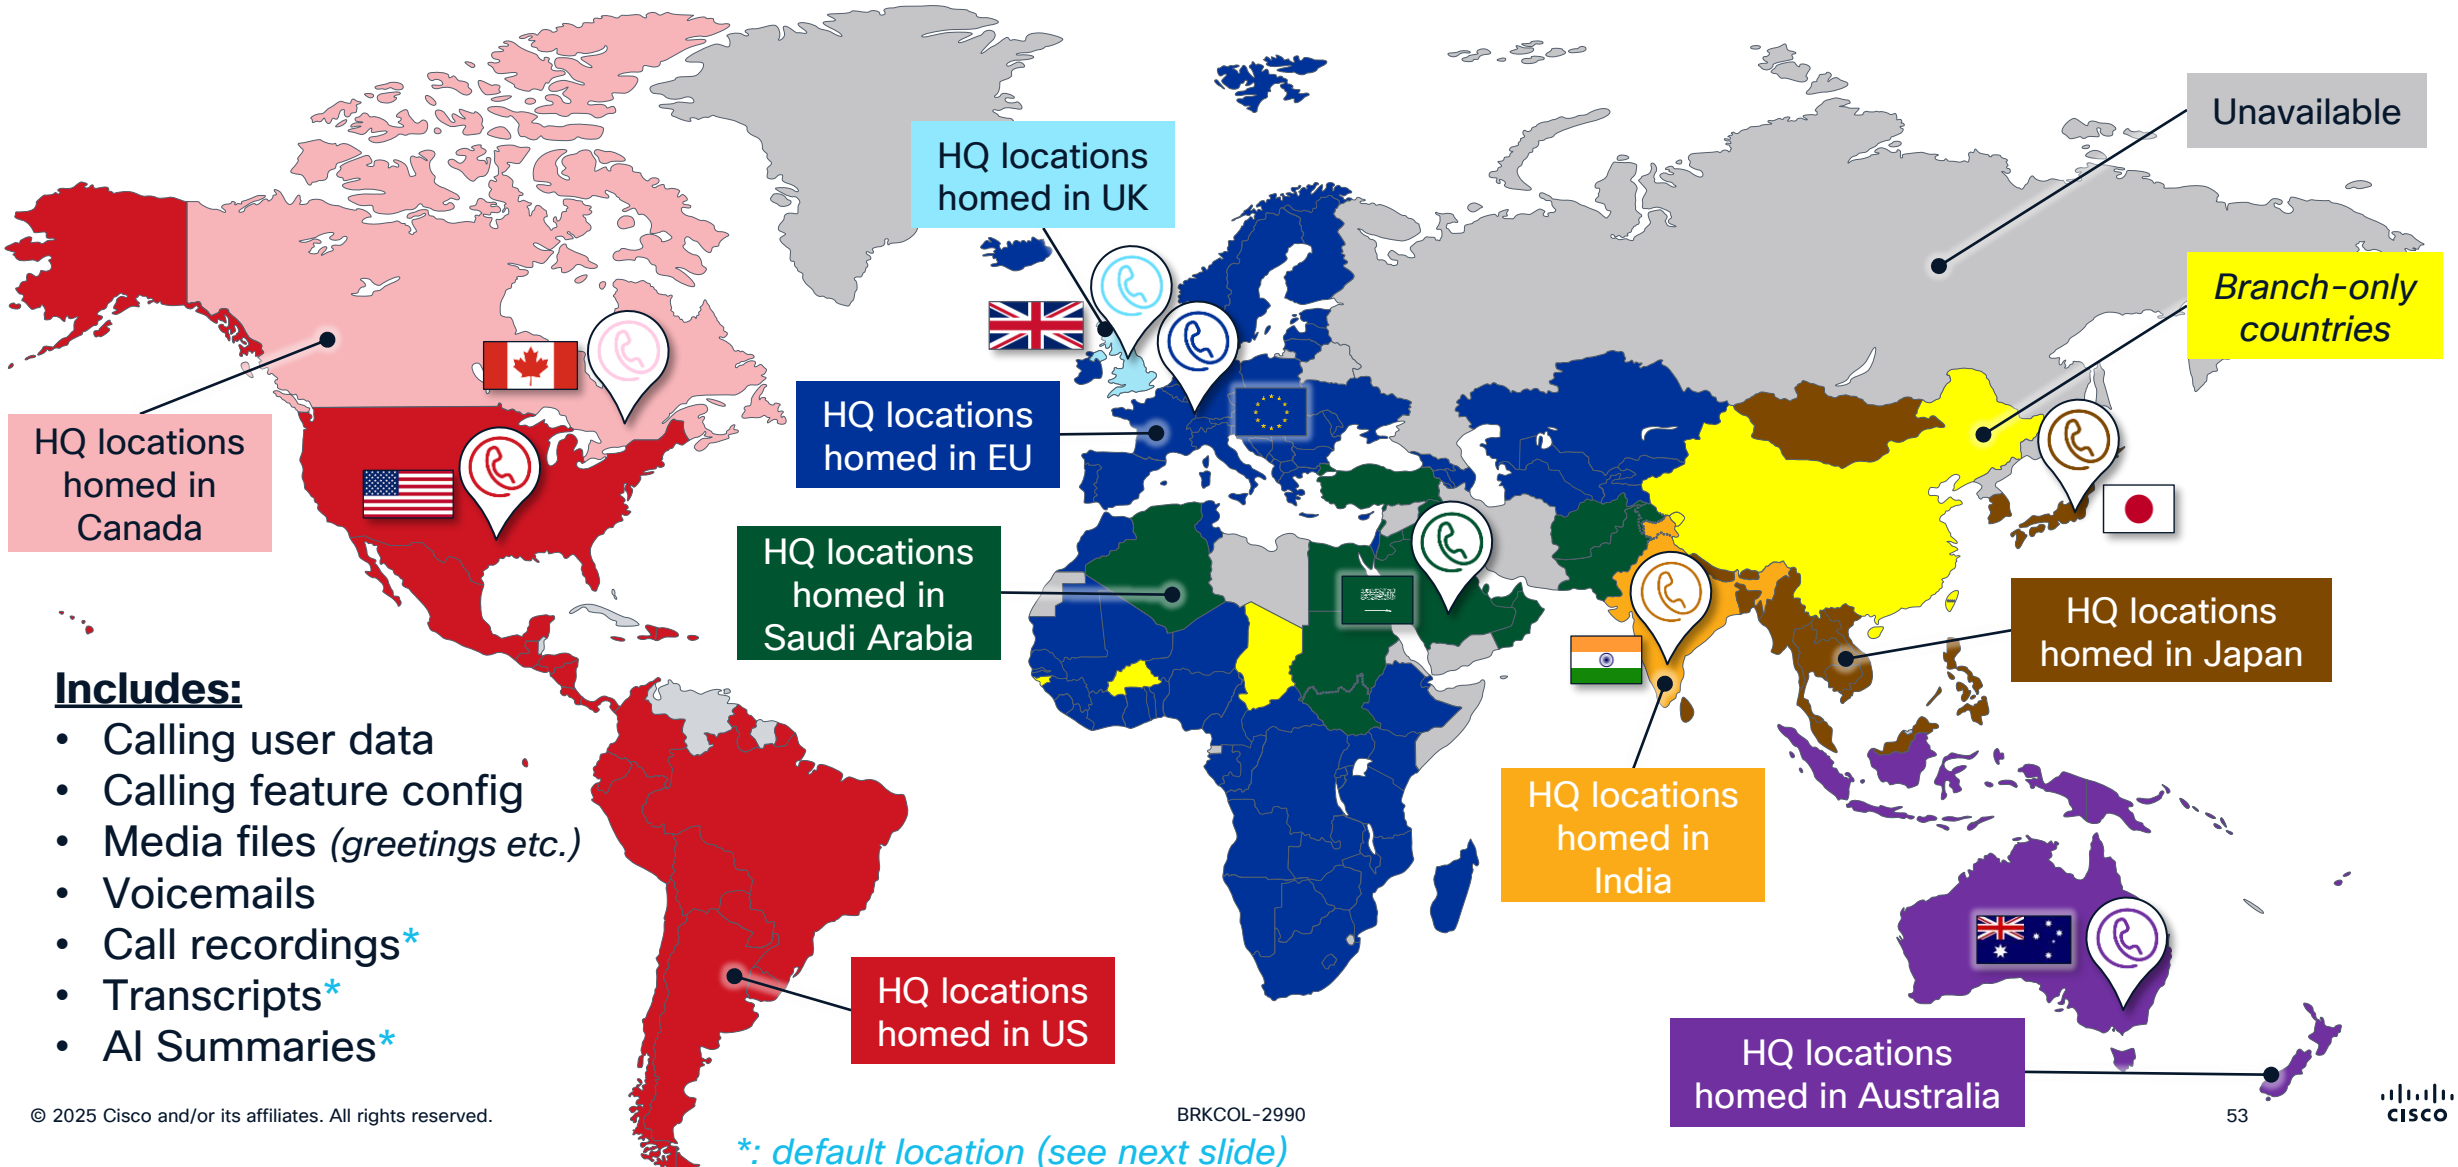 Unavailable
HQ locations
homed in UK
Branch-only
countries
HQ locations
homed in EU
HQ locations
homed in
Canada
HQ locations
homed in
Saudi Arabia
HQ locations
homed in Japan
Includes:
• Calling user data
• Calling feature config
• Media files (greetings etc.)
• Voicemails
• Call recordings*
• Transcripts*
• AI Summaries*
HQ locations
homed in
India
HQ locations
homed in US
HQ locations
homed in Australia
© 2025 Cisco and/or its affiliates. All rights reserved.
BRKCOL-2990
53
CISCO
*: default location (see next slide)